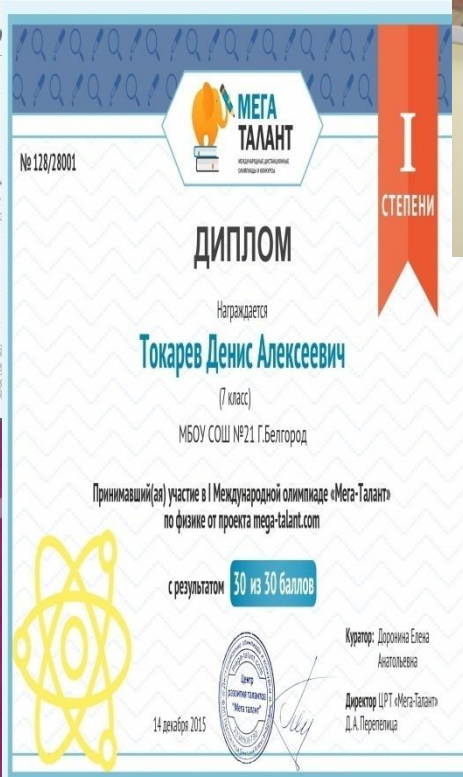 МЕГА
ТАЛАНТ
МЕЖДУНАРОДНЫЕ ДИСТАНЦИОННЫЕ
ОЛИМПИАДЫ И КОНКУРСЫ
I
СТЕПЕНИ
№ 128/28001
ДИПЛОМ
Награждается
Токарев Денис Алексеевич
(7 класс)
МБОУ СОШ №21 Г.Белгород
Принимавший(ая) участие в I Международной олимпиаде «Мега-Талант»
по физике от проекта mega-talant.com
с результатом 30 из 30 баллов
Куратор: Доронина Елена
Анатольевна
Центр
развития талантов
"Мега талант"
14 декабря 2015
Директор ЦРТ «Мега-Талант»
Д.А.Перепелица